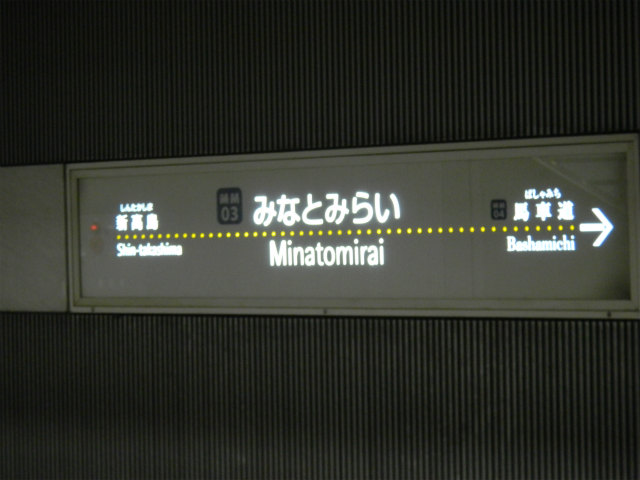 しんたかしま
新高島
Shin-takashima
MM
03
みなとみらい
Minatomirai
MM
04
ばしゃみち
馬車道
Bashamichi